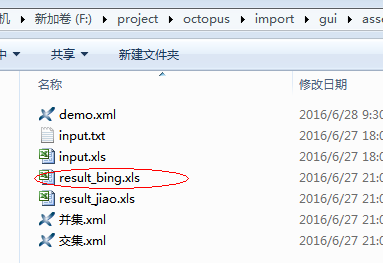 机 ▸ 新加卷 (F:) ▸ project ▸ octopus ▸ import ▸ gui ▸ asse
中 ▾ 共享 ▾ 新建文件夹
名称 修改日期
demo.xml 2016/6/28 9:30
input.txt 2016/6/27 18:0
input.xls 2016/6/27 18:0
result_bing.xls 2016/6/27 21:0
result_jiao.xls 2016/6/27 21:0
并集.xml 2016/6/27 21:0
交集.xml 2016/6/27 21:0